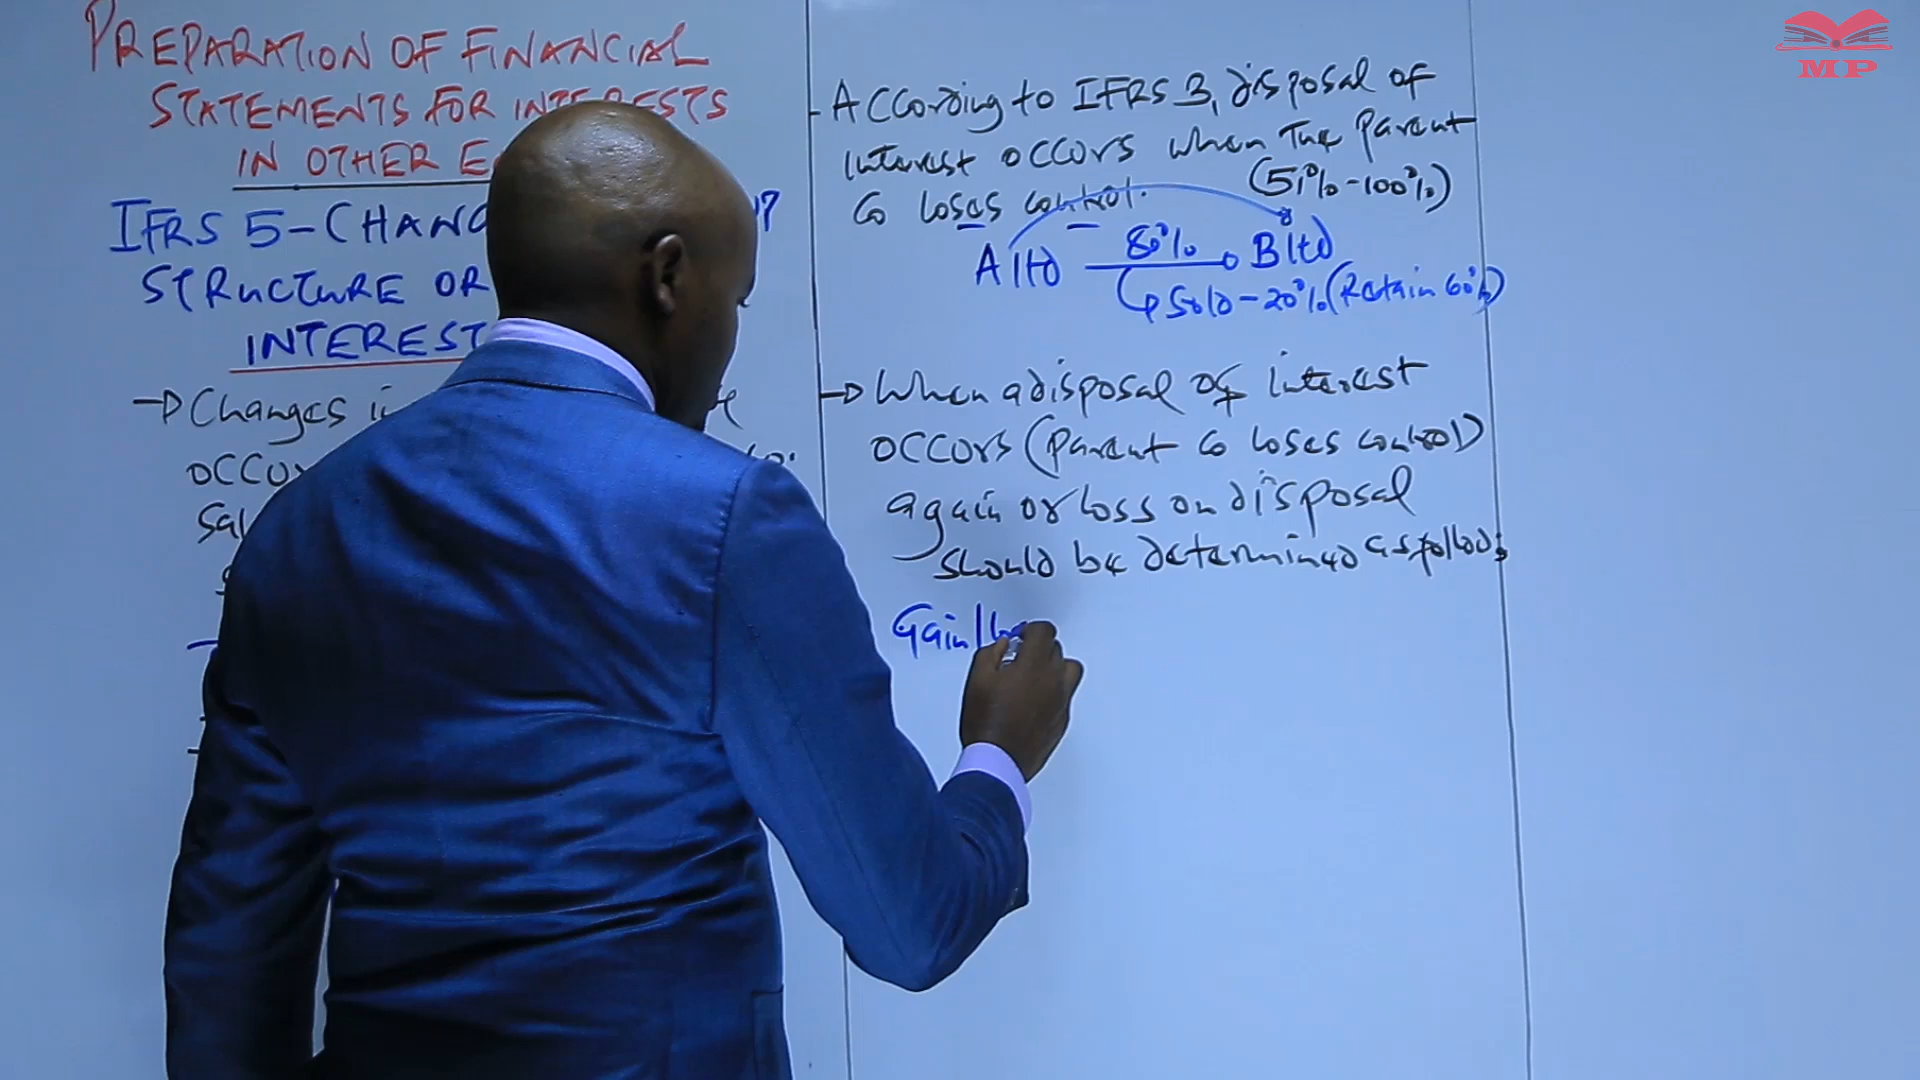 PREPARATION OF FINANCIAL
STATEMENTS FOR INTERESTS
IN OTHER
IFRS 5-CHANG
STRUCTURE OR
INTEREST
→ Changes
OCCU
Sal
- According to IFRS 3, disposal of
interest occurs when the parent
Co loses control. (51%-100%)
A ltd 80% B ltd
Sold - 20% (Retain 60%)
→ When a disposal of interest
occurs (parent Co loses control)
a gain or loss on disposal
should be determined as follows
Gain/
MP